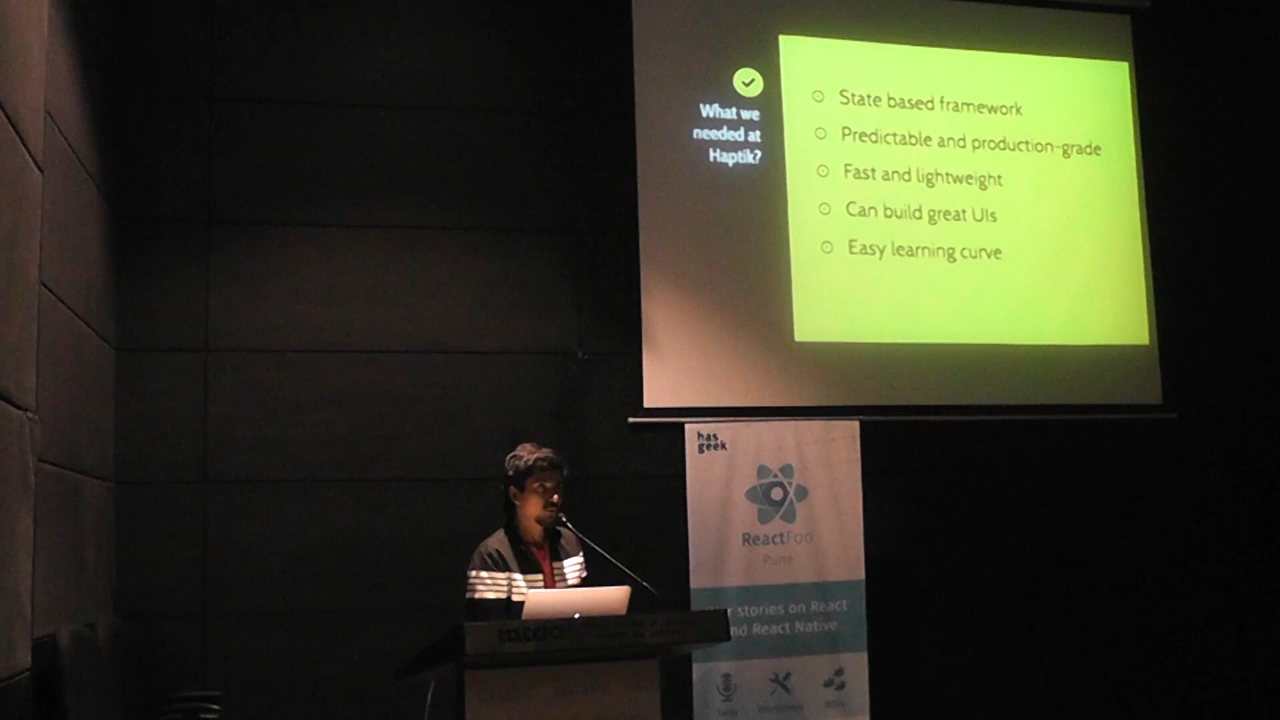 What we
needed at
Haptik?
State based framework
Predictable and production-grade
Fast and lightweight
Can build great UIs
Easy learning curve
has
geek
ReactFoo
Pune
stories on React
and React Native